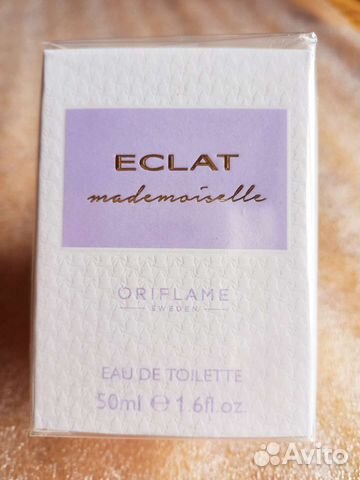 ECLAT
mademoiselle
ORIFLAME
SWEDEN
EAU DE TOILETTE
50ml ℮ 1.6fl.oz.
Avito